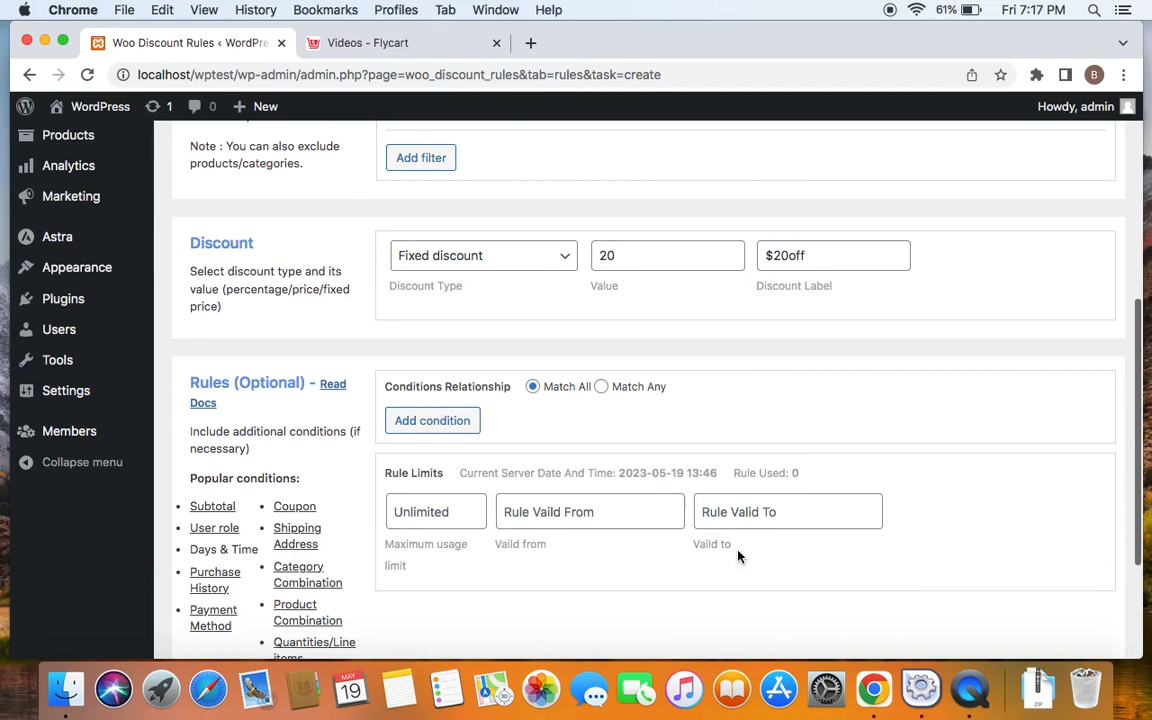 Chrome File Edit View History Bookmarks Profiles Tab Window Help 61% Fri 7:17 PM
Woo Discount Rules ‹ WordPre Videos - Flycart
localhost/wptest/wp-admin/admin.php?page=woo_discount_rules&tab=rules&task=create B
WordPress 1 0 New Howdy, admin
Products
Analytics
Marketing
Astra
Appearance
Plugins
Users
Tools
Settings
Members
Collapse menu
Note : You can also exclude
products/categories.
Add filter
Discount
Select discount type and its
value (percentage/price/fixed
price)
Fixed discount 20 $20off
Discount Type Value Discount Label
Rules (Optional) - Read
Docs
Include additional conditions (if
necessary)
Popular conditions:
Subtotal
User role
Days & Time
Purchase
History
Payment
Method
Coupon
Shipping
Address
Category
Combination
Product
Combination
Quantities/Line
items
Conditions Relationship Match All Match Any
Add condition
Rule Limits Current Server Date And Time: 2023-05-19 13:46 Rule Used: 0
Unlimited Rule Vaild From Rule Valid To
Maximum usage Vaild from Vaild to
limit
MAY
19
ZIP